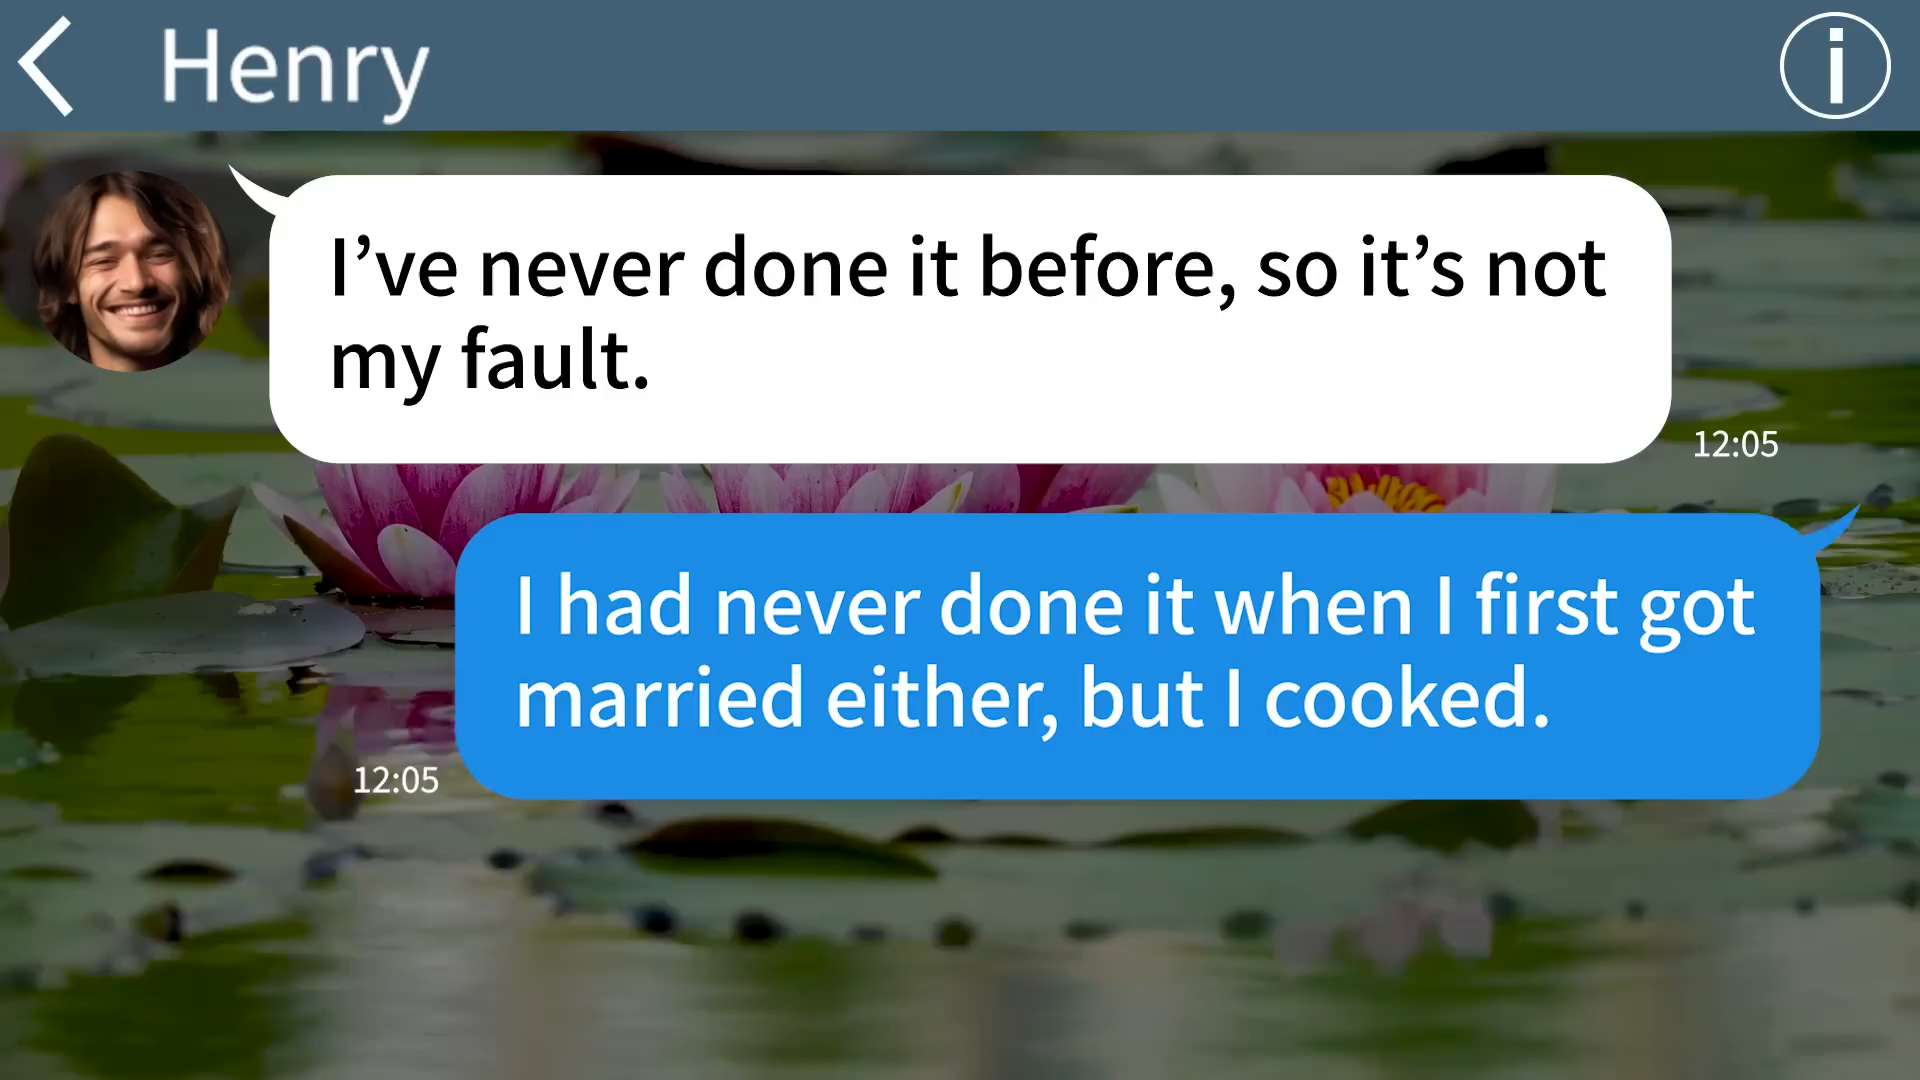 Henry
I’ve never done it before, so it’s not
my fault.
12:05
I had never done it when I first got
married either, but I cooked.
12:05